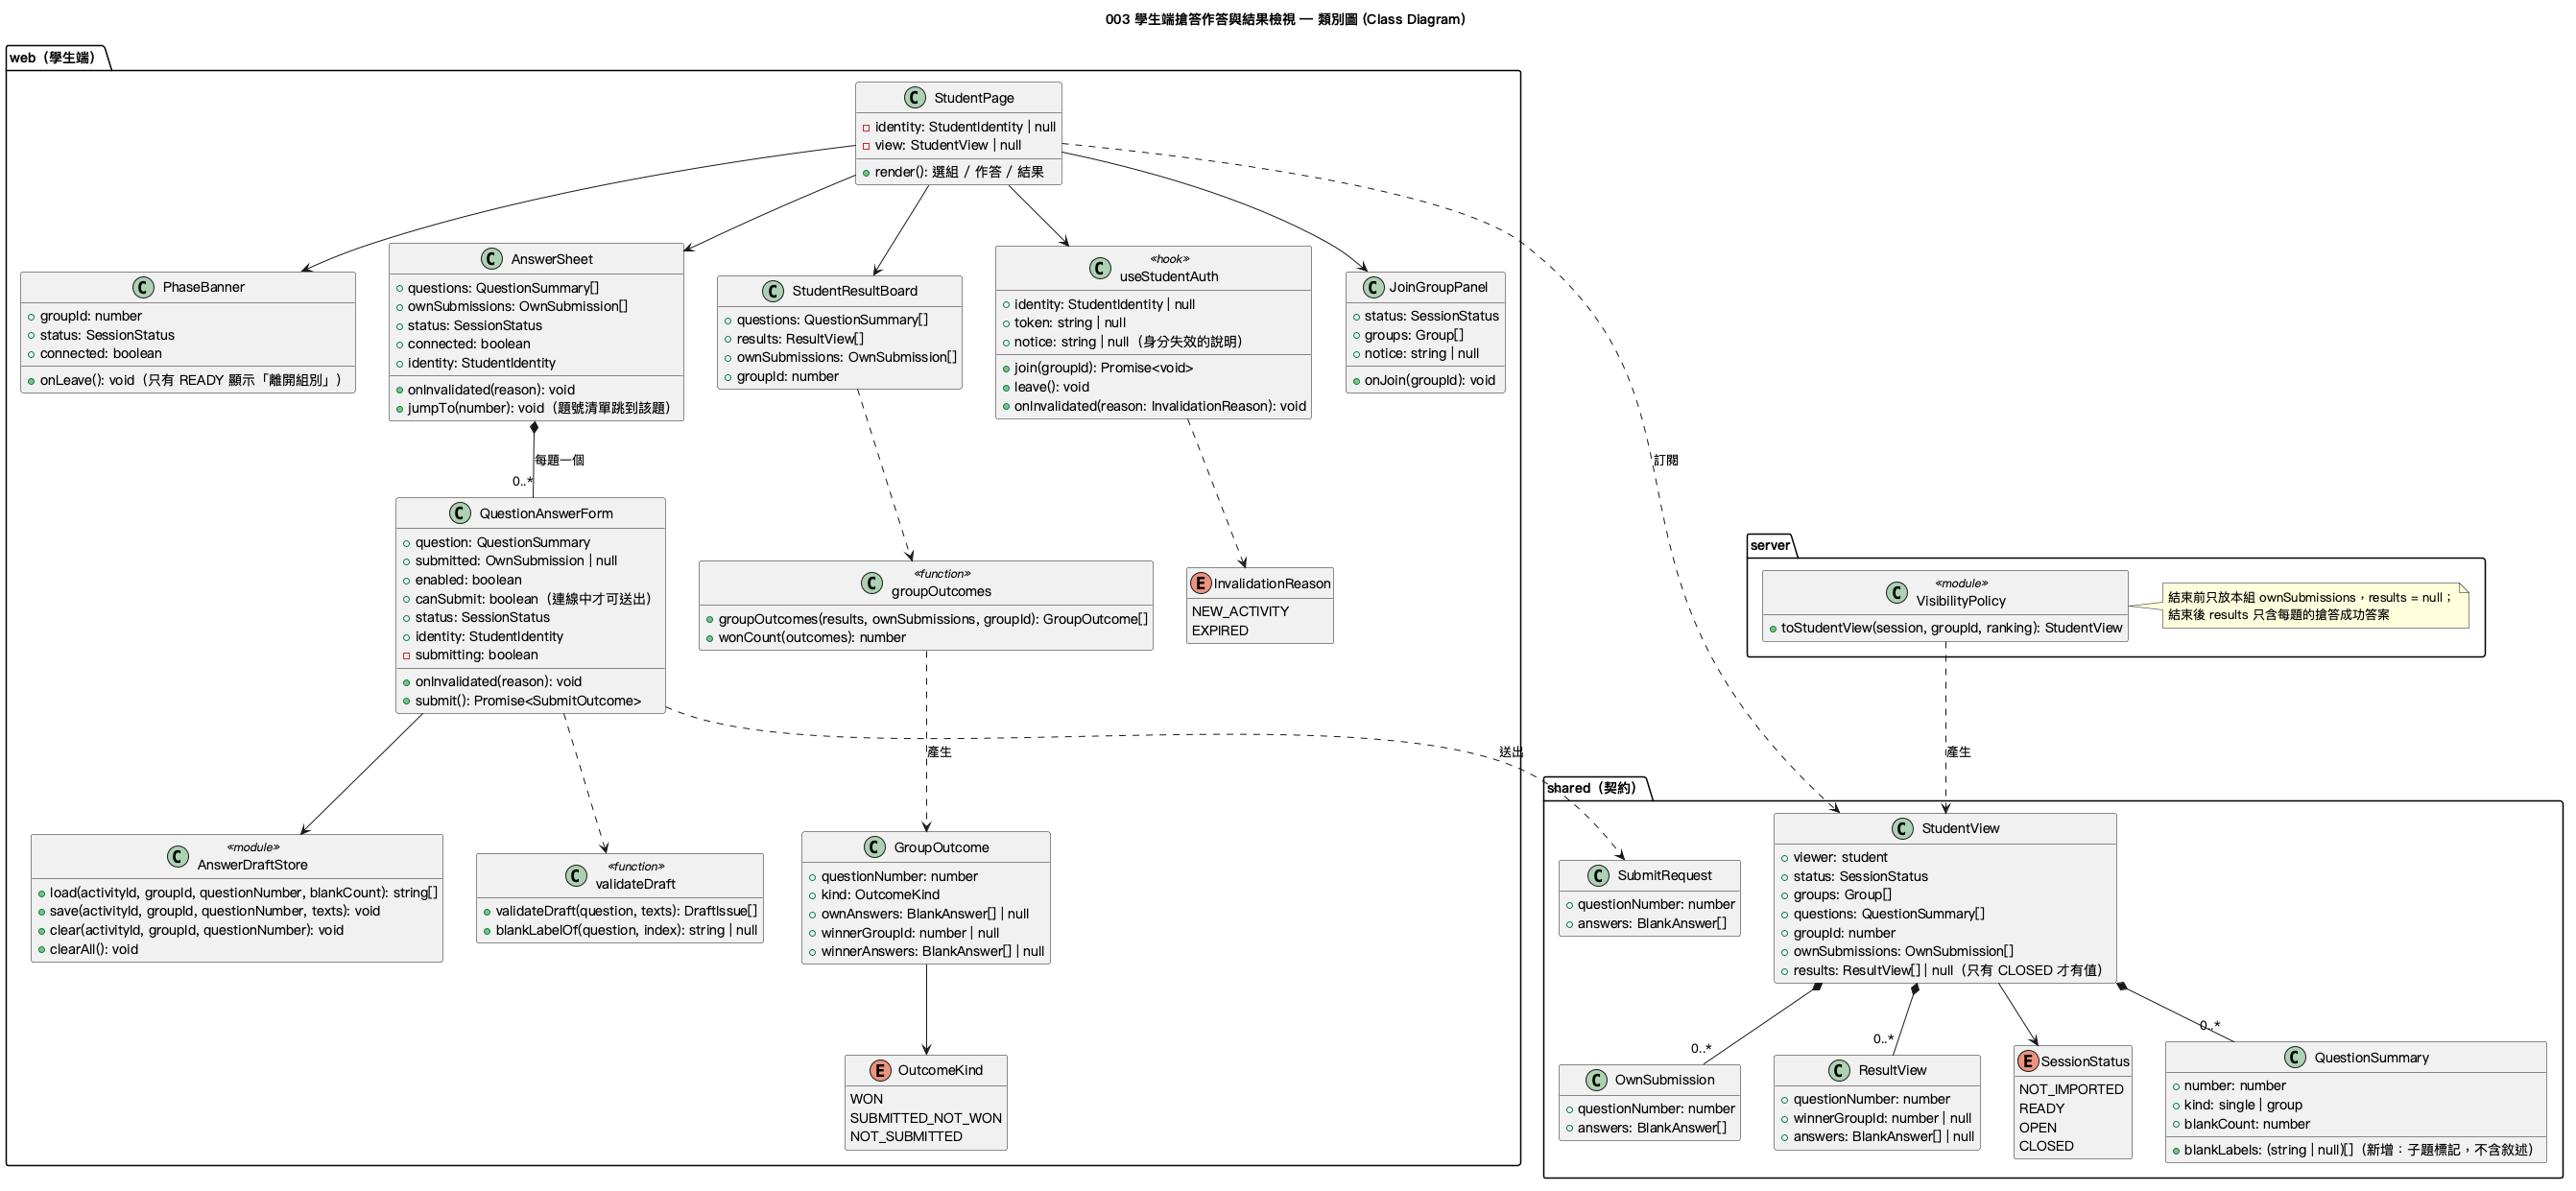 003 學生端搶答作答與結果檢視 — 類別圖 (Class Diagram)
web（學生端）
StudentPage
identity: StudentIdentity | null
view: StudentView | null
render(): 選組 / 作答 / 結果
PhaseBanner
groupId: number
status: SessionStatus
connected: boolean
onLeave(): void（只有 READY 顯示「離開組別」）
AnswerSheet
questions: QuestionSummary[]
ownSubmissions: OwnSubmission[]
status: SessionStatus
connected: boolean
identity: StudentIdentity
onInvalidated(reason): void
jumpTo(number): void（題號清單跳到該題）
StudentResultBoard
questions: QuestionSummary[]
results: ResultView[]
ownSubmissions: OwnSubmission[]
groupId: number
«hook»
useStudentAuth
identity: StudentIdentity | null
token: string | null
notice: string | null（身分失效的說明）
join(groupId): Promise<void>
leave(): void
onInvalidated(reason: InvalidationReason): void
JoinGroupPanel
status: SessionStatus
groups: Group[]
notice: string | null
onJoin(groupId): void
每題一個
0..*
訂閱
QuestionAnswerForm
question: QuestionSummary
submitted: OwnSubmission | null
enabled: boolean
canSubmit: boolean（連線中才可送出）
status: SessionStatus
identity: StudentIdentity
submitting: boolean
onInvalidated(reason): void
submit(): Promise<SubmitOutcome>
«function»
groupOutcomes
groupOutcomes(results, ownSubmissions, groupId): GroupOutcome[]
wonCount(outcomes): number
InvalidationReason
NEW_ACTIVITY
EXPIRED
server
«module»
VisibilityPolicy
toStudentView(session, groupId, ranking): StudentView
結束前只放本組 ownSubmissions，results = null；
結束後 results 只含每題的搶答成功答案
產生
送出
產生
«module»
AnswerDraftStore
load(activityId, groupId, questionNumber, blankCount): string[]
save(activityId, groupId, questionNumber, texts): void
clear(activityId, groupId, questionNumber): void
clearAll(): void
«function»
validateDraft
validateDraft(question, texts): DraftIssue[]
blankLabelOf(question, index): string | null
GroupOutcome
questionNumber: number
kind: OutcomeKind
ownAnswers: BlankAnswer[] | null
winnerGroupId: number | null
winnerAnswers: BlankAnswer[] | null
OutcomeKind
WON
SUBMITTED_NOT_WON
NOT_SUBMITTED
shared（契約）
SubmitRequest
questionNumber: number
answers: BlankAnswer[]
StudentView
viewer: student
status: SessionStatus
groups: Group[]
questions: QuestionSummary[]
groupId: number
ownSubmissions: OwnSubmission[]
results: ResultView[] | null（只有 CLOSED 才有值）
0..*
0..*
0..*
OwnSubmission
questionNumber: number
answers: BlankAnswer[]
ResultView
questionNumber: number
winnerGroupId: number | null
answers: BlankAnswer[] | null
SessionStatus
NOT_IMPORTED
READY
OPEN
CLOSED
QuestionSummary
number: number
kind: single | group
blankCount: number
blankLabels: (string | null)[]（新增：子題標記，不含敘述）